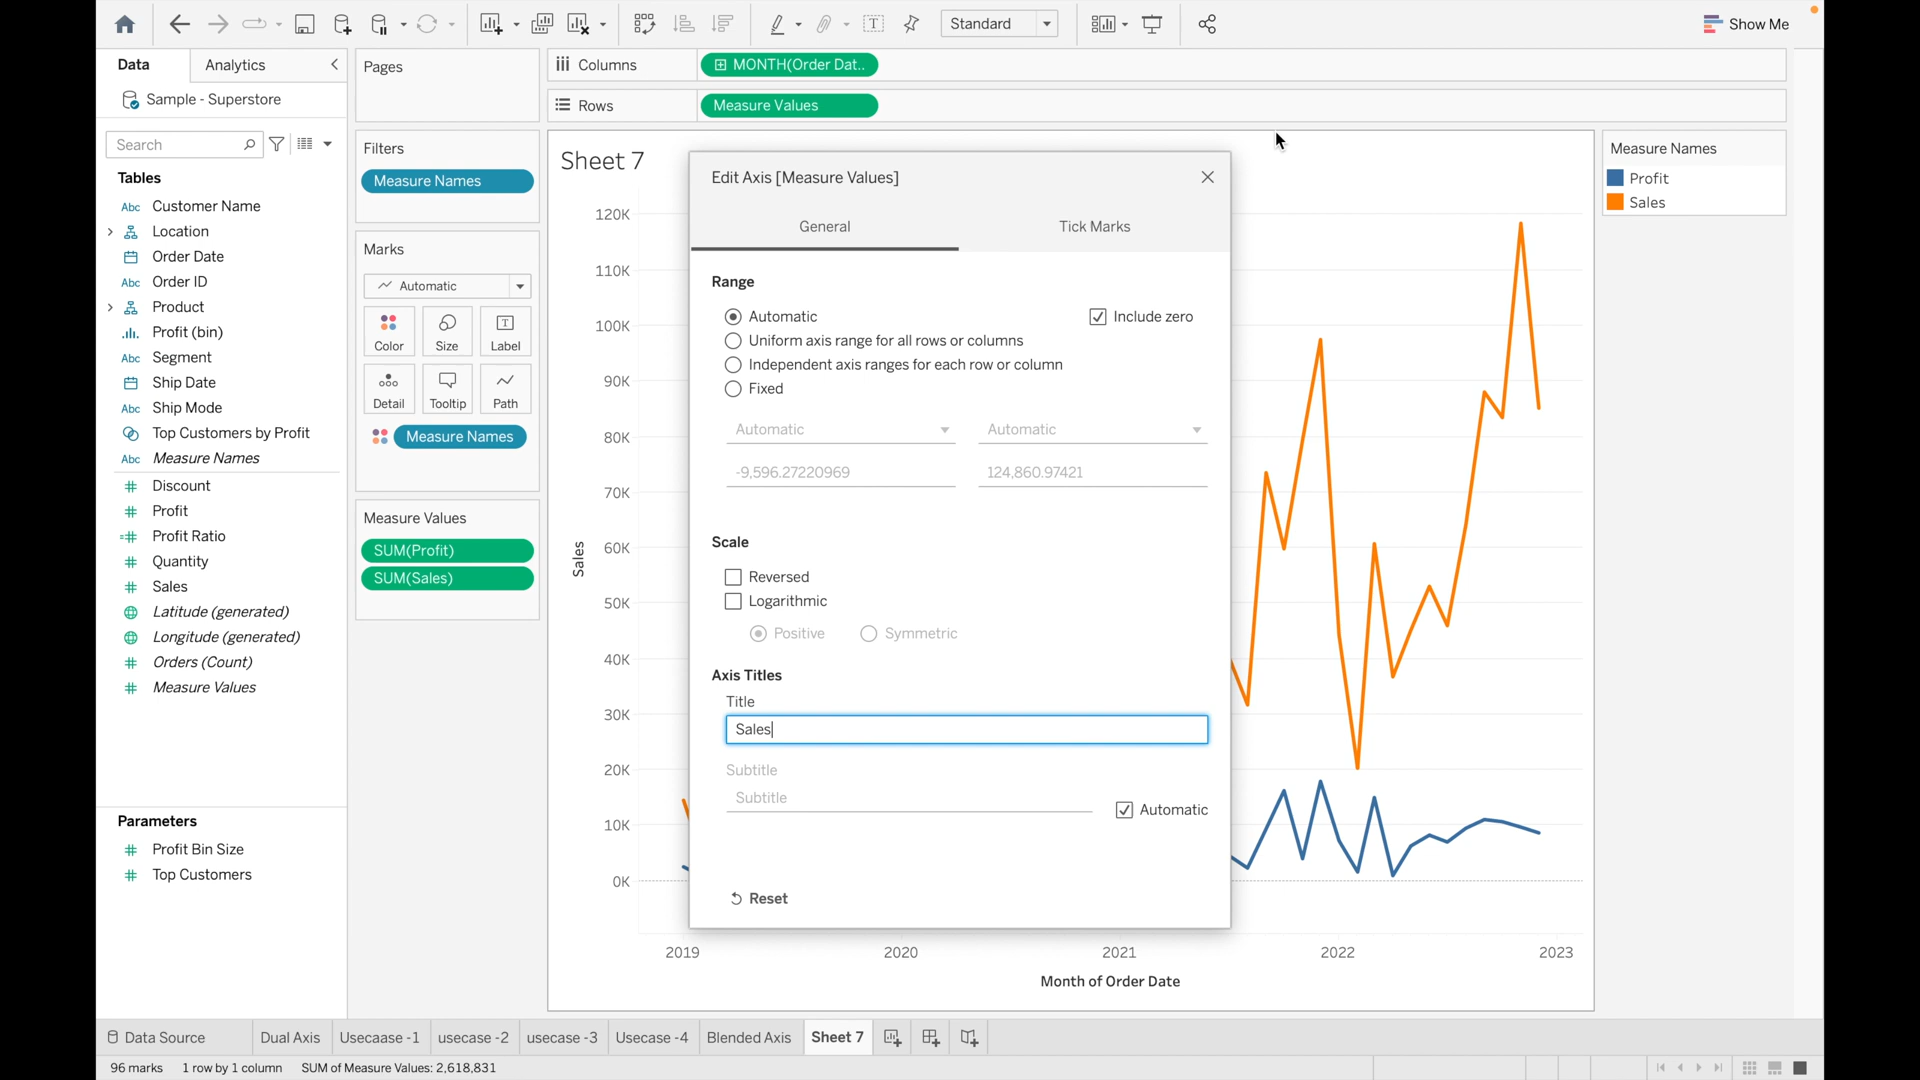 Standard
Show Me
Data
Analytics
Sample - Superstore
Search
Tables
Abc Customer Name
Location
Order Date
Abc Order ID
Product
Profit (bin)
Abc Segment
Ship Date
Abc Ship Mode
Top Customers by Profit
Abc Measure Names
# Discount
# Profit
=# Profit Ratio
# Quantity
# Sales
Latitude (generated)
Longitude (generated)
# Orders (Count)
# Measure Values
Parameters
# Profit Bin Size
# Top Customers
Pages
Filters
Measure Names
Marks
Automatic
Color
Size
Label
Detail
Tooltip
Path
Measure Names
Measure Values
SUM(Profit)
SUM(Sales)
Columns
MONTH(Order Dat..
Rows
Measure Values
Sheet 7
120K
110K
100K
90K
80K
70K
60K
50K
40K
30K
20K
10K
0K
Sales
2019
2020
2021
2022
2023
Month of Order Date
Edit Axis [Measure Values]
General
Tick Marks
Range
Automatic
Include zero
Uniform axis range for all rows or columns
Independent axis ranges for each row or column
Fixed
Automatic
Automatic
-9,596.27220969
124,860.97421
Scale
Reversed
Logarithmic
Positive
Symmetric
Axis Titles
Title
Sales
Subtitle
Subtitle
Automatic
Reset
Measure Names
Profit
Sales
Data Source
Dual Axis
Usecaase -1
usecase -2
usecase -3
Usecase -4
Blended Axis
Sheet 7
96 marks
1 row by 1 column
SUM of Measure Values: 2,618,831